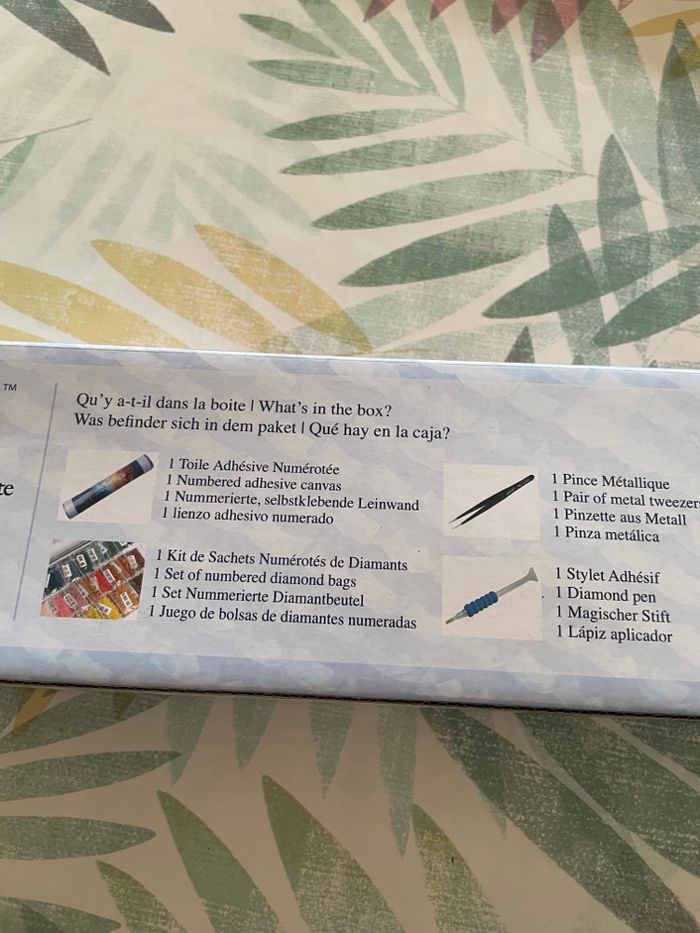 TM
te
Qu'y a-t-il dans la boite | What's in the box?
Was befinder sich in dem paket | Qué hay en la caja?
1 Toile Adhésive Numérotée
1 Numbered adhesive canvas
1 Nummerierte, selbstklebende Leinwand
1 lienzo adhesivo numerado
1 Kit de Sachets Numérotés de Diamants
1 Set of numbered diamond bags
1 Set Nummerierte Diamantbeutel
1 Juego de bolsas de diamantes numeradas
1 Pince Métallique
1 Pair of metal tweezers
1 Pinzette aus Metall
1 Pinza metálica
1 Stylet Adhésif
1 Diamond pen
1 Magischer Stift
1 Lápiz aplicador